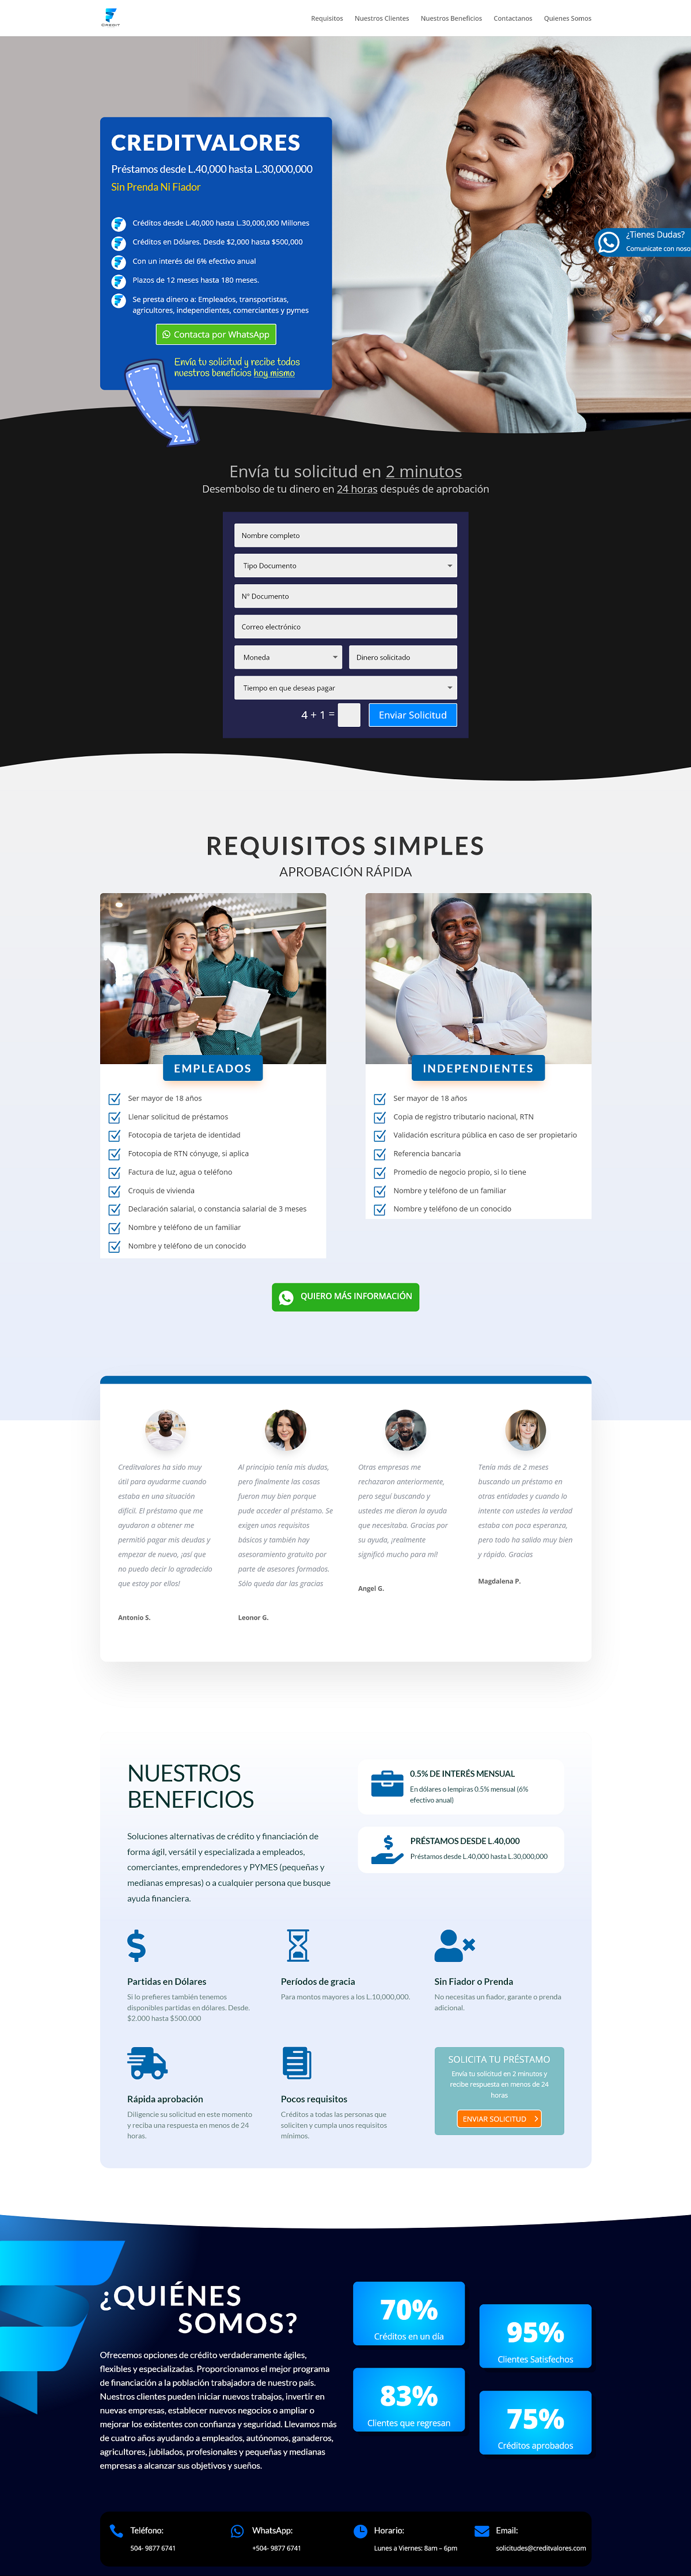 CREDIT
Requisitos
Nuestros Clientes
Nuestros Beneficios
Contactanos
Quienes Somos
CREDITVALORES
Préstamos desde L.40,000 hasta L.30,000,000
Sin Prenda Ni Fiador
Créditos desde L.40,000 hasta L.30,000,000 Millones
Créditos en Dólares. Desde $2,000 hasta $500,000
Con un interés del 6% efectivo anual
Plazos de 12 meses hasta 180 meses.
Se presta dinero a: Empleados, transportistas,
agricultores, independientes, comerciantes y pymes
Contacta por WhatsApp
Envía tu solicitud y recibe todos
nuestros beneficios hoy mismo
¿Tienes Dudas?
Comunicate con noso
Envía tu solicitud en 2 minutos
Desembolso de tu dinero en 24 horas después de aprobación
Nombre completo
Tipo Documento
N° Documento
Correo electrónico
Moneda
Dinero solicitado
Tiempo en que deseas pagar
4 + 1 =
Enviar Solicitud
REQUISITOS SIMPLES
APROBACIÓN RÁPIDA
EMPLEADOS
Ser mayor de 18 años
Llenar solicitud de préstamos
Fotocopia de tarjeta de identidad
Fotocopia de RTN cónyuge, si aplica
Factura de luz, agua o teléfono
Croquis de vivienda
Declaración salarial, o constancia salarial de 3 meses
Nombre y teléfono de un familiar
Nombre y teléfono de un conocido
INDEPENDIENTES
Ser mayor de 18 años
Copia de registro tributario nacional, RTN
Validación escritura pública en caso de ser propietario
Referencia bancaria
Promedio de negocio propio, si lo tiene
Nombre y teléfono de un familiar
Nombre y teléfono de un conocido
QUIERO MÁS INFORMACIÓN
Creditvalores ha sido muy
útil para ayudarme cuando
estaba en una situación
difícil. El préstamo que me
ayudaron a obtener me
permitió pagar mis deudas y
empezar de nuevo, ¡así que
no puedo decir lo agradecido
que estoy por ellos!
Antonio S.
Al principio tenía mis dudas,
pero finalmente las cosas
fueron muy bien porque
pude acceder al préstamo. Se
exigen unos requisitos
básicos y también hay
asesoramiento gratuito por
parte de asesores formados.
Sólo queda dar las gracias
Leonor G.
Otras empresas me
rechazaron anteriormente,
pero seguí buscando y
ustedes me dieron la ayuda
que necesitaba. Gracias por
su ayuda, ¡realmente
significó mucho para mí!
Angel G.
Tenía más de 2 meses
buscando un préstamo en
otras entidades y cuando lo
intente con ustedes la verdad
estaba con poca esperanza,
pero todo ha salido muy bien
y rápido. Gracias
Magdalena P.
NUESTROS
BENEFICIOS
Soluciones alternativas de crédito y financiación de
forma ágil, versátil y especializada a empleados,
comerciantes, emprendedores y PYMES (pequeñas y
medianas empresas) o a cualquier persona que busque
ayuda financiera.
0.5% DE INTERÉS MENSUAL
En dólares o lempiras 0.5% mensual (6%
efectivo anual)
PRÉSTAMOS DESDE L.40,000
Préstamos desde L.40,000 hasta L.30,000,000
Partidas en Dólares
Si lo prefieres también tenemos
disponibles partidas en dólares. Desde.
$2.000 hasta $500.000
Períodos de gracia
Para montos mayores a los L.10,000,000.
Sin Fiador o Prenda
No necesitas un fiador, garante o prenda
adicional.
Rápida aprobación
Diligencie su solicitud en este momento
y reciba una respuesta en menos de 24
horas.
Pocos requisitos
Créditos a todas las personas que
soliciten y cumpla unos requisitos
mínimos.
SOLICITA TU PRÉSTAMO
Envía tu solicitud en 2 minutos y
recibe respuesta en menos de 24
horas
ENVIAR SOLICITUD
¿QUIÉNES
SOMOS?
Ofrecemos opciones de crédito verdaderamente ágiles,
flexibles y especializadas. Proporcionamos el mejor programa
de financiación a la población trabajadora de nuestro país.
Nuestros clientes pueden iniciar nuevos trabajos, invertir en
nuevas empresas, establecer nuevos negocios o ampliar o
mejorar los existentes con confianza y seguridad. Llevamos más
de cuatro años ayudando a empleados, autónomos, ganaderos,
agricultores, jubilados, profesionales y pequeñas y medianas
empresas a alcanzar sus objetivos y sueños.
70%
Créditos en un día
95%
Clientes Satisfechos
83%
Clientes que regresan
75%
Créditos aprobados
Teléfono:
504- 9877 6741
WhatsApp:
+504- 9877 6741
Horario:
Lunes a Viernes: 8am – 6pm
Email:
solicitudes@creditvalores.com